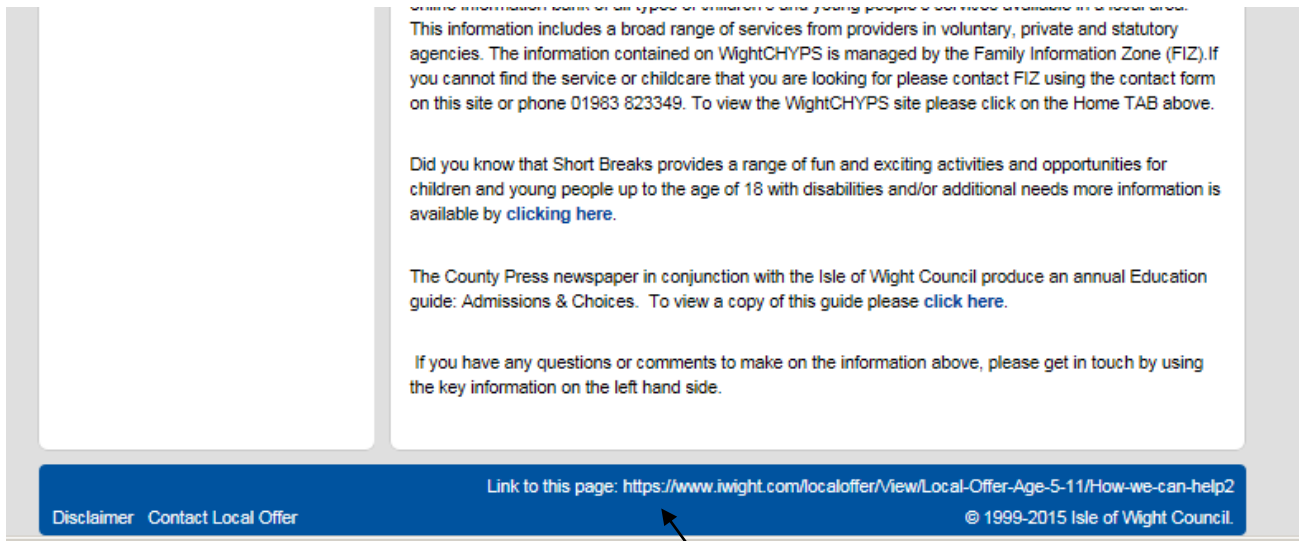 This information includes a broad range of services from providers in voluntary, private and statutory
agencies. The information contained on WightCHYPS is managed by the Family Information Zone (FIZ).If
you cannot find the service or childcare that you are looking for please contact FIZ using the contact form
on this site or phone 01983 823349. To view the WightCHYPS site please click on the Home TAB above.
Did you know that Short Breaks provides a range of fun and exciting activities and opportunities for
children and young people up to the age of 18 with disabilities and/or additional needs more information is
available by clicking here.
The County Press newspaper in conjunction with the Isle of Wight Council produce an annual Education
guide: Admissions & Choices. To view a copy of this guide please click here.
If you have any questions or comments to make on the information above, please get in touch by using
the key information on the left hand side.
Link to this page: https://www.iwight.com/localoffer/View/Local-Offer-Age-5-11/How-we-can-help2
Disclaimer Contact Local Offer © 1999-2015 Isle of Wight Council.